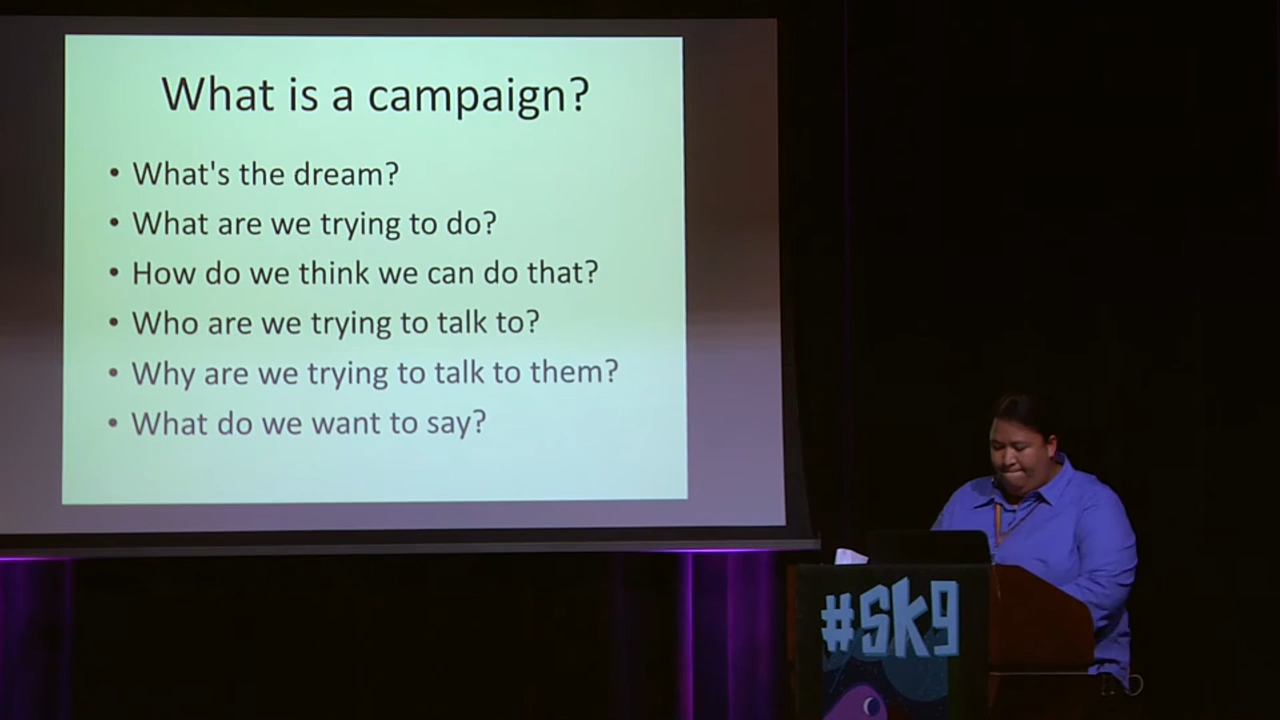 What is a campaign?
• What's the dream?
• What are we trying to do?
• How do we think we can do that?
• Who are we trying to talk to?
• Why are we trying to talk to them?
• What do we want to say?
#SK9